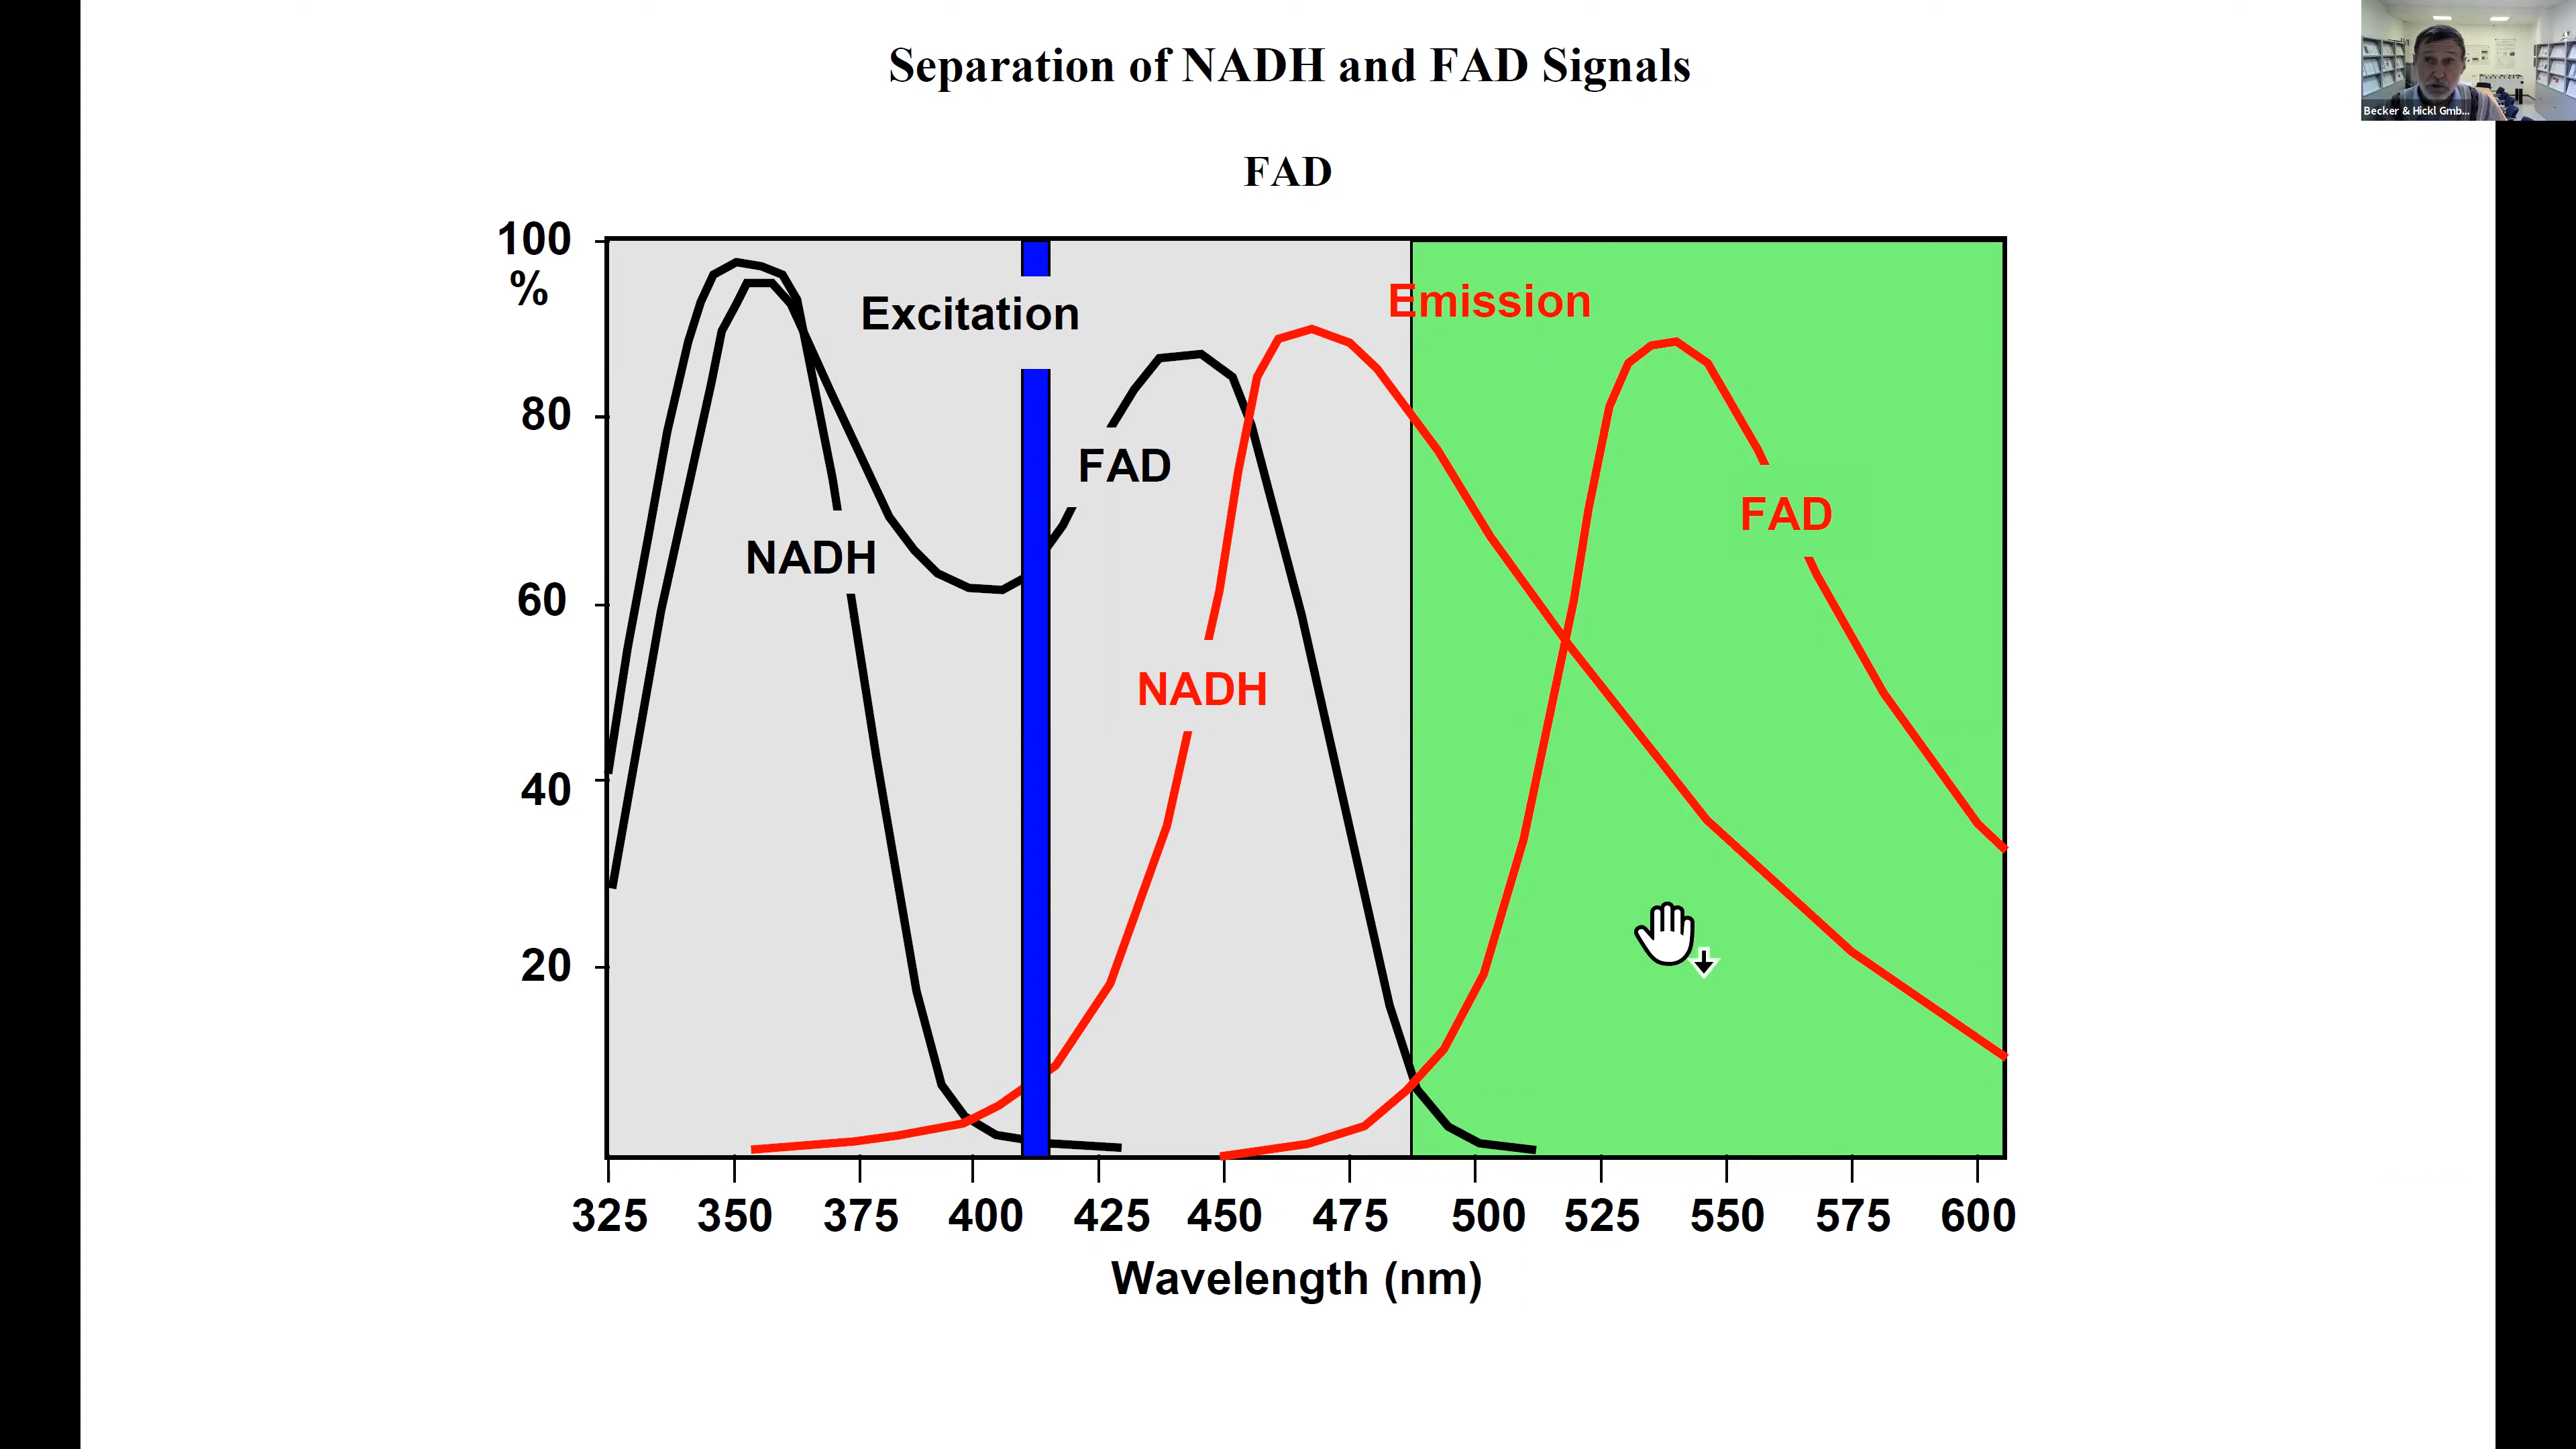 Separation of NADH and FAD Signals
Becker & Hickl Gmb...
FAD
100
%
80
60
40
20
Excitation
Emission
FAD
FAD
NADH
NADH
325 350 375 400 425 450 475 500 525 550 575 600
Wavelength (nm)